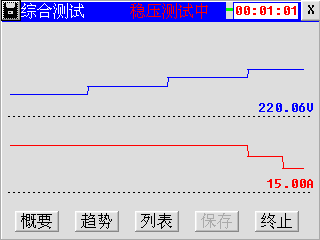 综合测试 稳压测试中 00:01:01 X
220.06V
15.00A
概要 趋势 列表 保存 终止